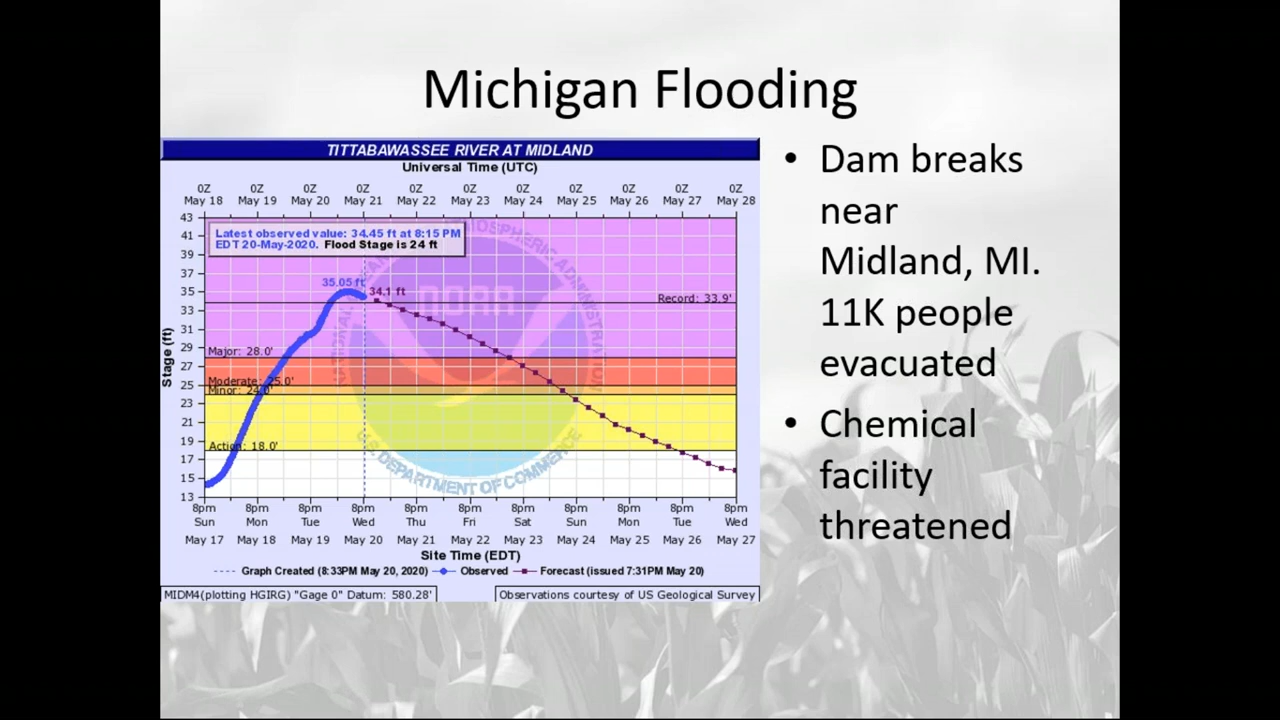 Michigan Flooding
TITTABAWASSEE RIVER AT MIDLAND
Universal Time (UTC)
0Z 0Z 0Z 0Z 0Z 0Z 0Z 0Z 0Z 0Z 0Z
May 18 May 19 May 20 May 21 May 22 May 23 May 24 May 25 May 26 May 27 May 28
43
41
39
37
35
33
31
29
27
25
23
21
19
17
15
13
Stage (ft)
Latest observed value: 34.45 ft at 8:15 PM
EDT 20-May-2020. Flood Stage is 24 ft
35.05 ft
34.1 ft
Record: 33.9'
Major: 28.0'
Moderate: 25.0'
Minor: 24.0'
Action: 18.0'
NOAA
NATIONAL
ATMOSPHERIC ADMINISTRATION
U.S. DEPARTMENT OF COMMERCE
8pm 8pm 8pm 8pm 8pm 8pm 8pm 8pm 8pm 8pm 8pm
Sun Mon Tue Wed Thu Fri Sat Sun Mon Tue Wed
May 17 May 18 May 19 May 20 May 21 May 22 May 23 May 24 May 25 May 26 May 27
Site Time (EDT)
Graph Created (8:33PM May 20, 2020) Observed Forecast (issued 7:31PM May 20)
MIDM4(plotting HGIRG) "Gage 0" Datum: 580.28'
Observations courtesy of US Geological Survey
• Dam breaks
near
Midland, MI.
11K people
evacuated
• Chemical
facility
threatened